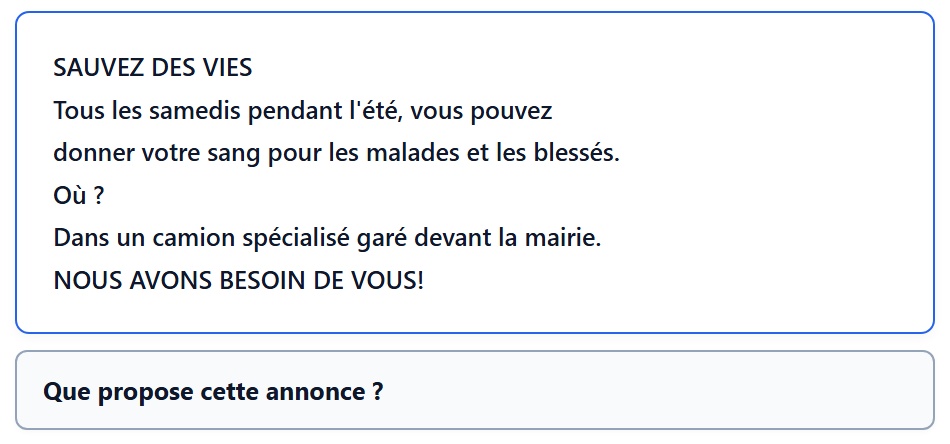 SAUVEZ DES VIES
Tous les samedis pendant l'été, vous pouvez
donner votre sang pour les malades et les blessés.
Où ?
Dans un camion spécialisé garé devant la mairie.
NOUS AVONS BESOIN DE VOUS!
Que propose cette annonce ?